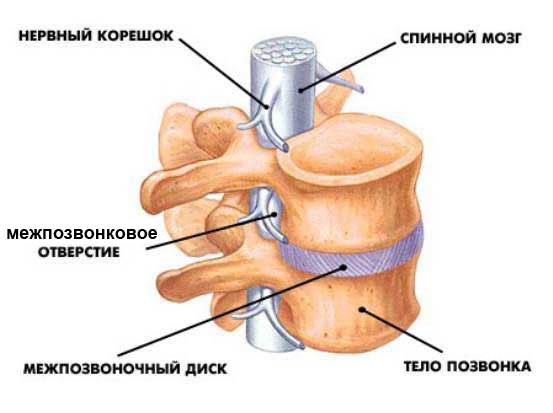 НЕРВНЫЙ КОРЕШОК
СПИННОЙ МОЗГ
межпозвонковое
ОТВЕРСТИЕ
МЕЖПОЗВОНОЧНЫЙ ДИСК
ТЕЛО ПОЗВОНКА